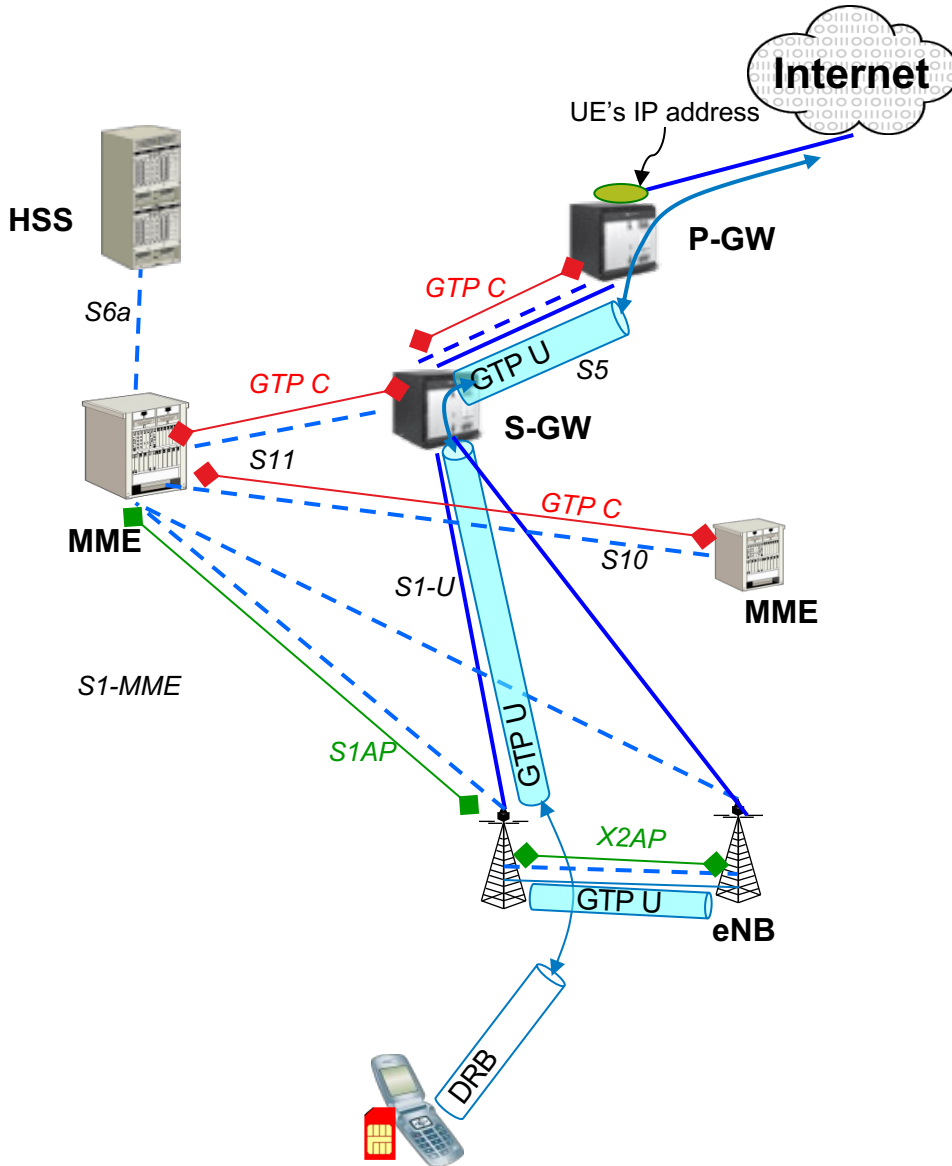 Internet
UE's IP address
HSS
P-GW
GTP C
S6a
GTP U
S5
GTP C
S-GW
S11
GTP C
MME
S10
S1-U
MME
S1-MME
GTP U
S1AP
X2AP
GTP U
eNB
DRB